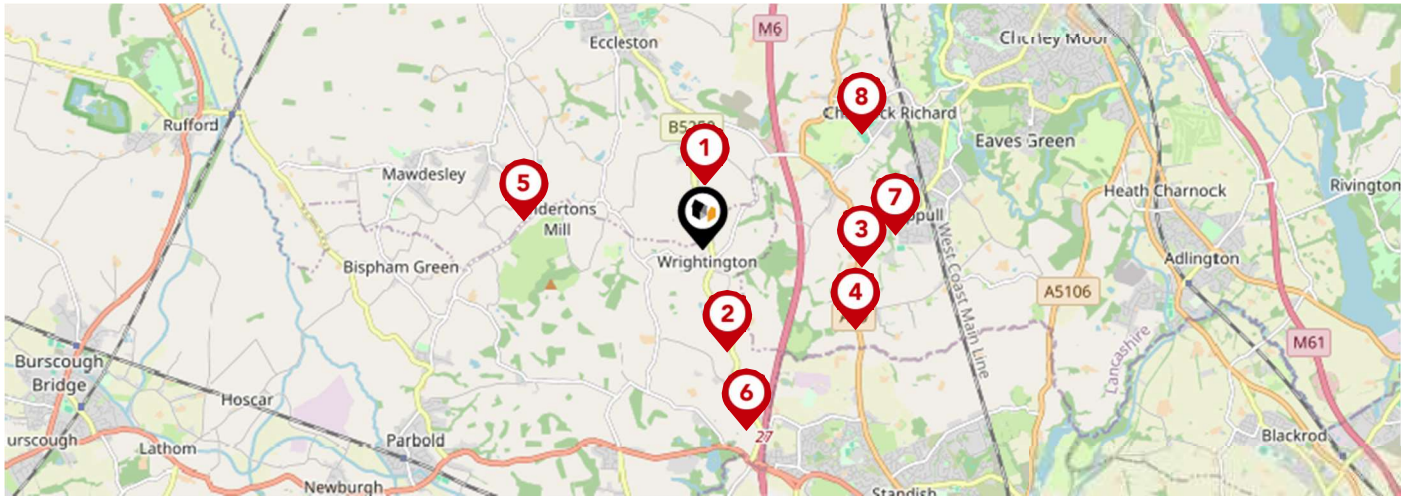 M6
Eccleston
Chorley Moor
8
Rufford
Richard
1
Eaves Green
Mawdesley
5
7
Heath Charnock
Rivington
Mill
3
Wrightington
Adlington
Bispham Green
4
A5106
2
West Coast Main Line
Lancashire
M61
Burscough
Bridge
6
Hoscar
urscough
Lathom
Parbold
27
Blackrod
Newburgh
Standish